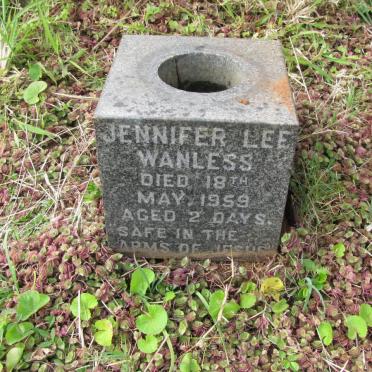 JENNIFER LEE
WANLESS
DIED 18TH
MAY, 1959
AGED 2 DAYS.
SAFE IN THE
ARMS OF JESUS